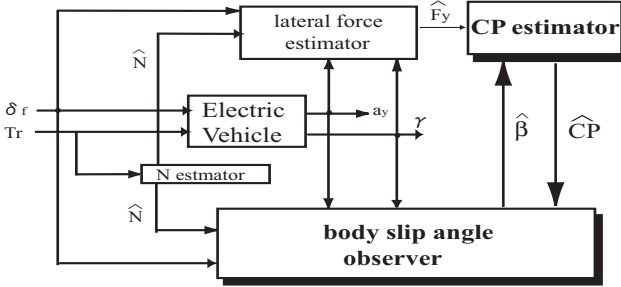 lateral force
estimator
F̂y
CP estimator
N̂
δ f
Tr
Electric
Vehicle
ay
γ
β̂
ĈP
N estmator
N̂
body slip angle
observer